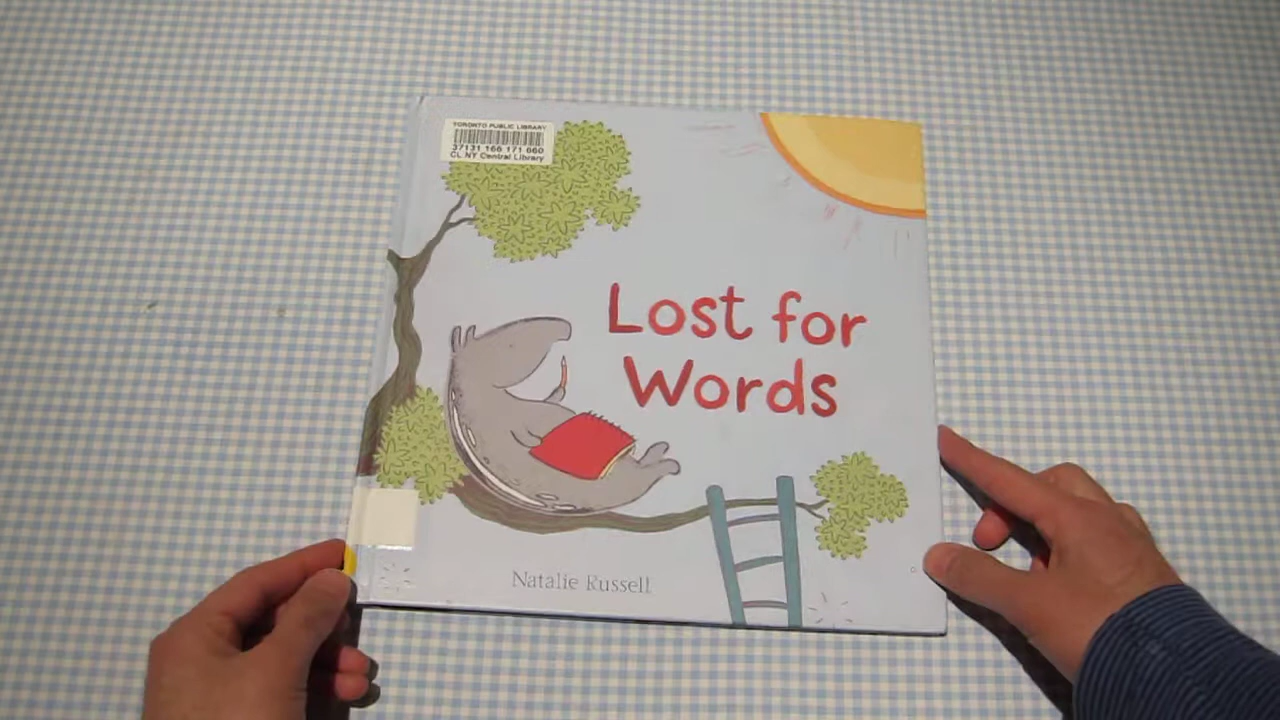 TORONTO PUBLIC LIBRARY
37131 166 171 060
CL NY Central Library
Lost for
Words
Natalie Russell